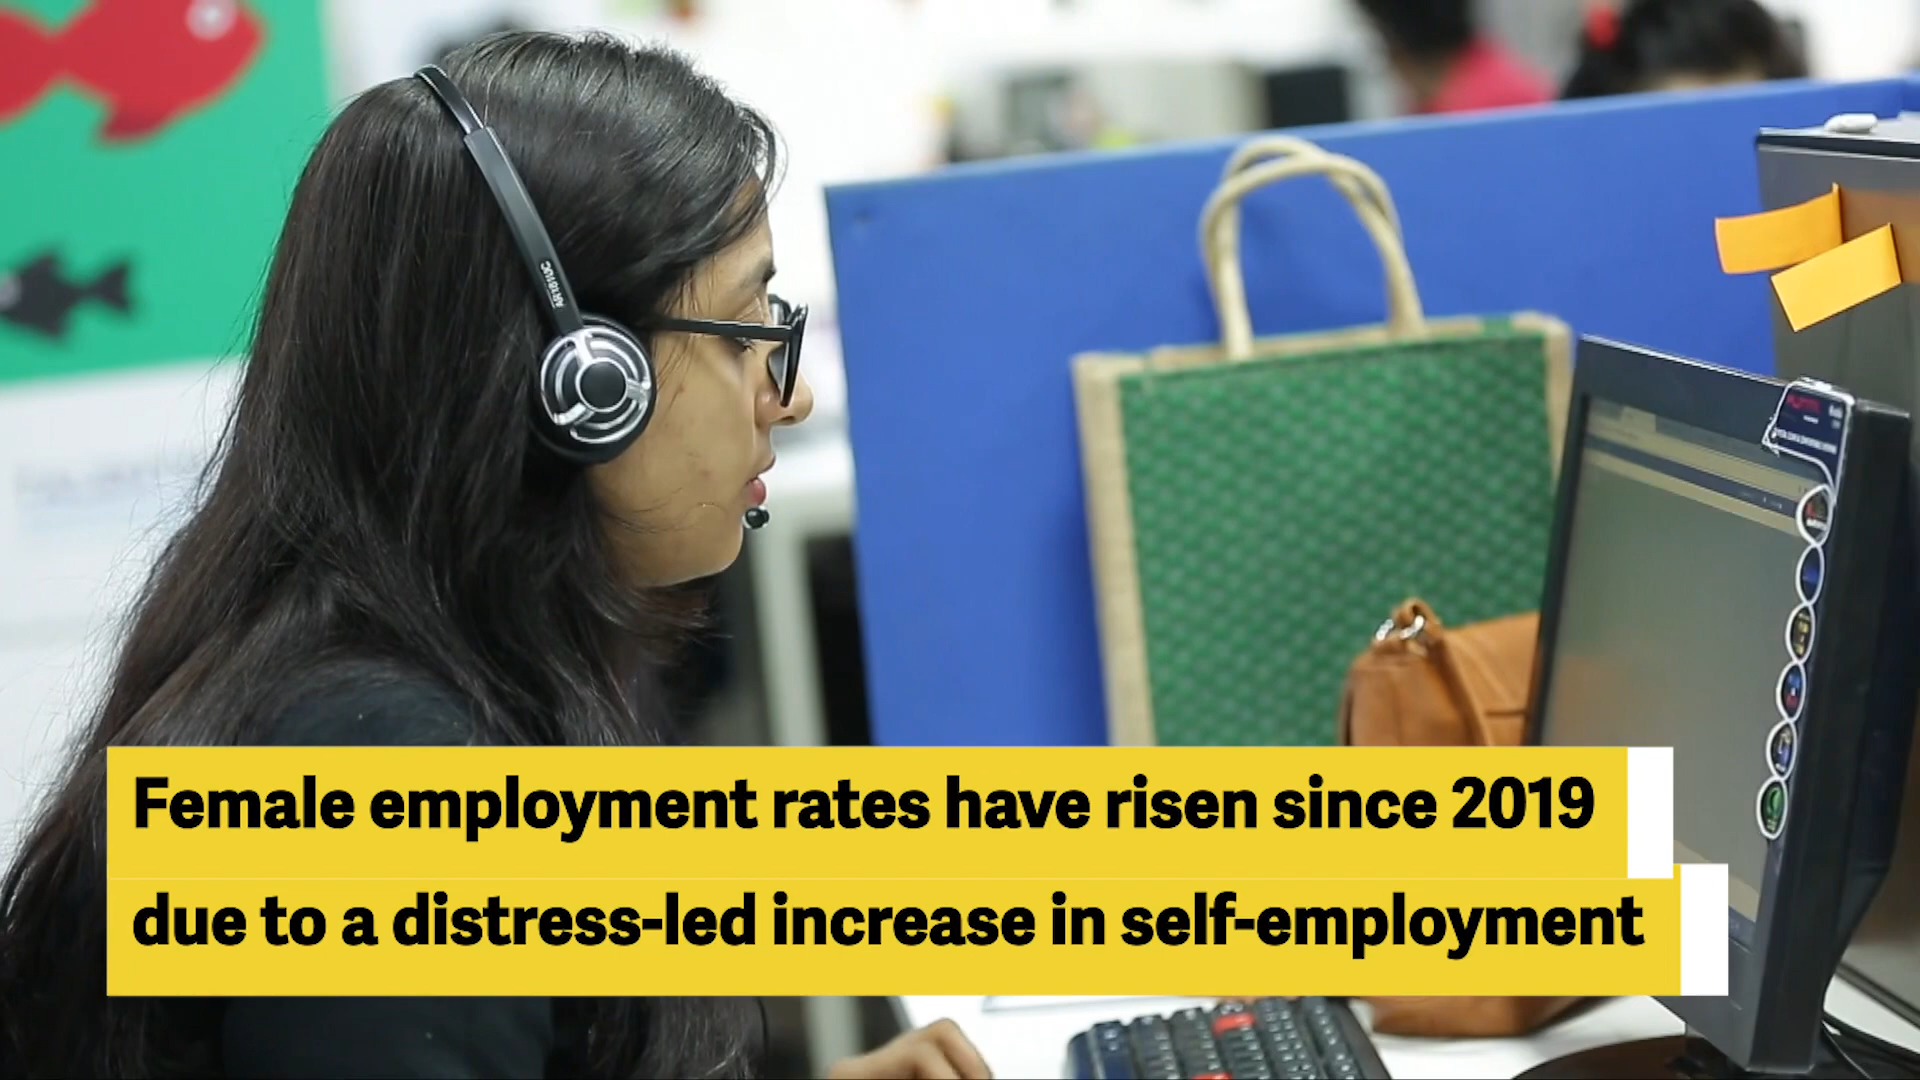 Female employment rates have risen since 2019
due to a distress-led increase in self-employment